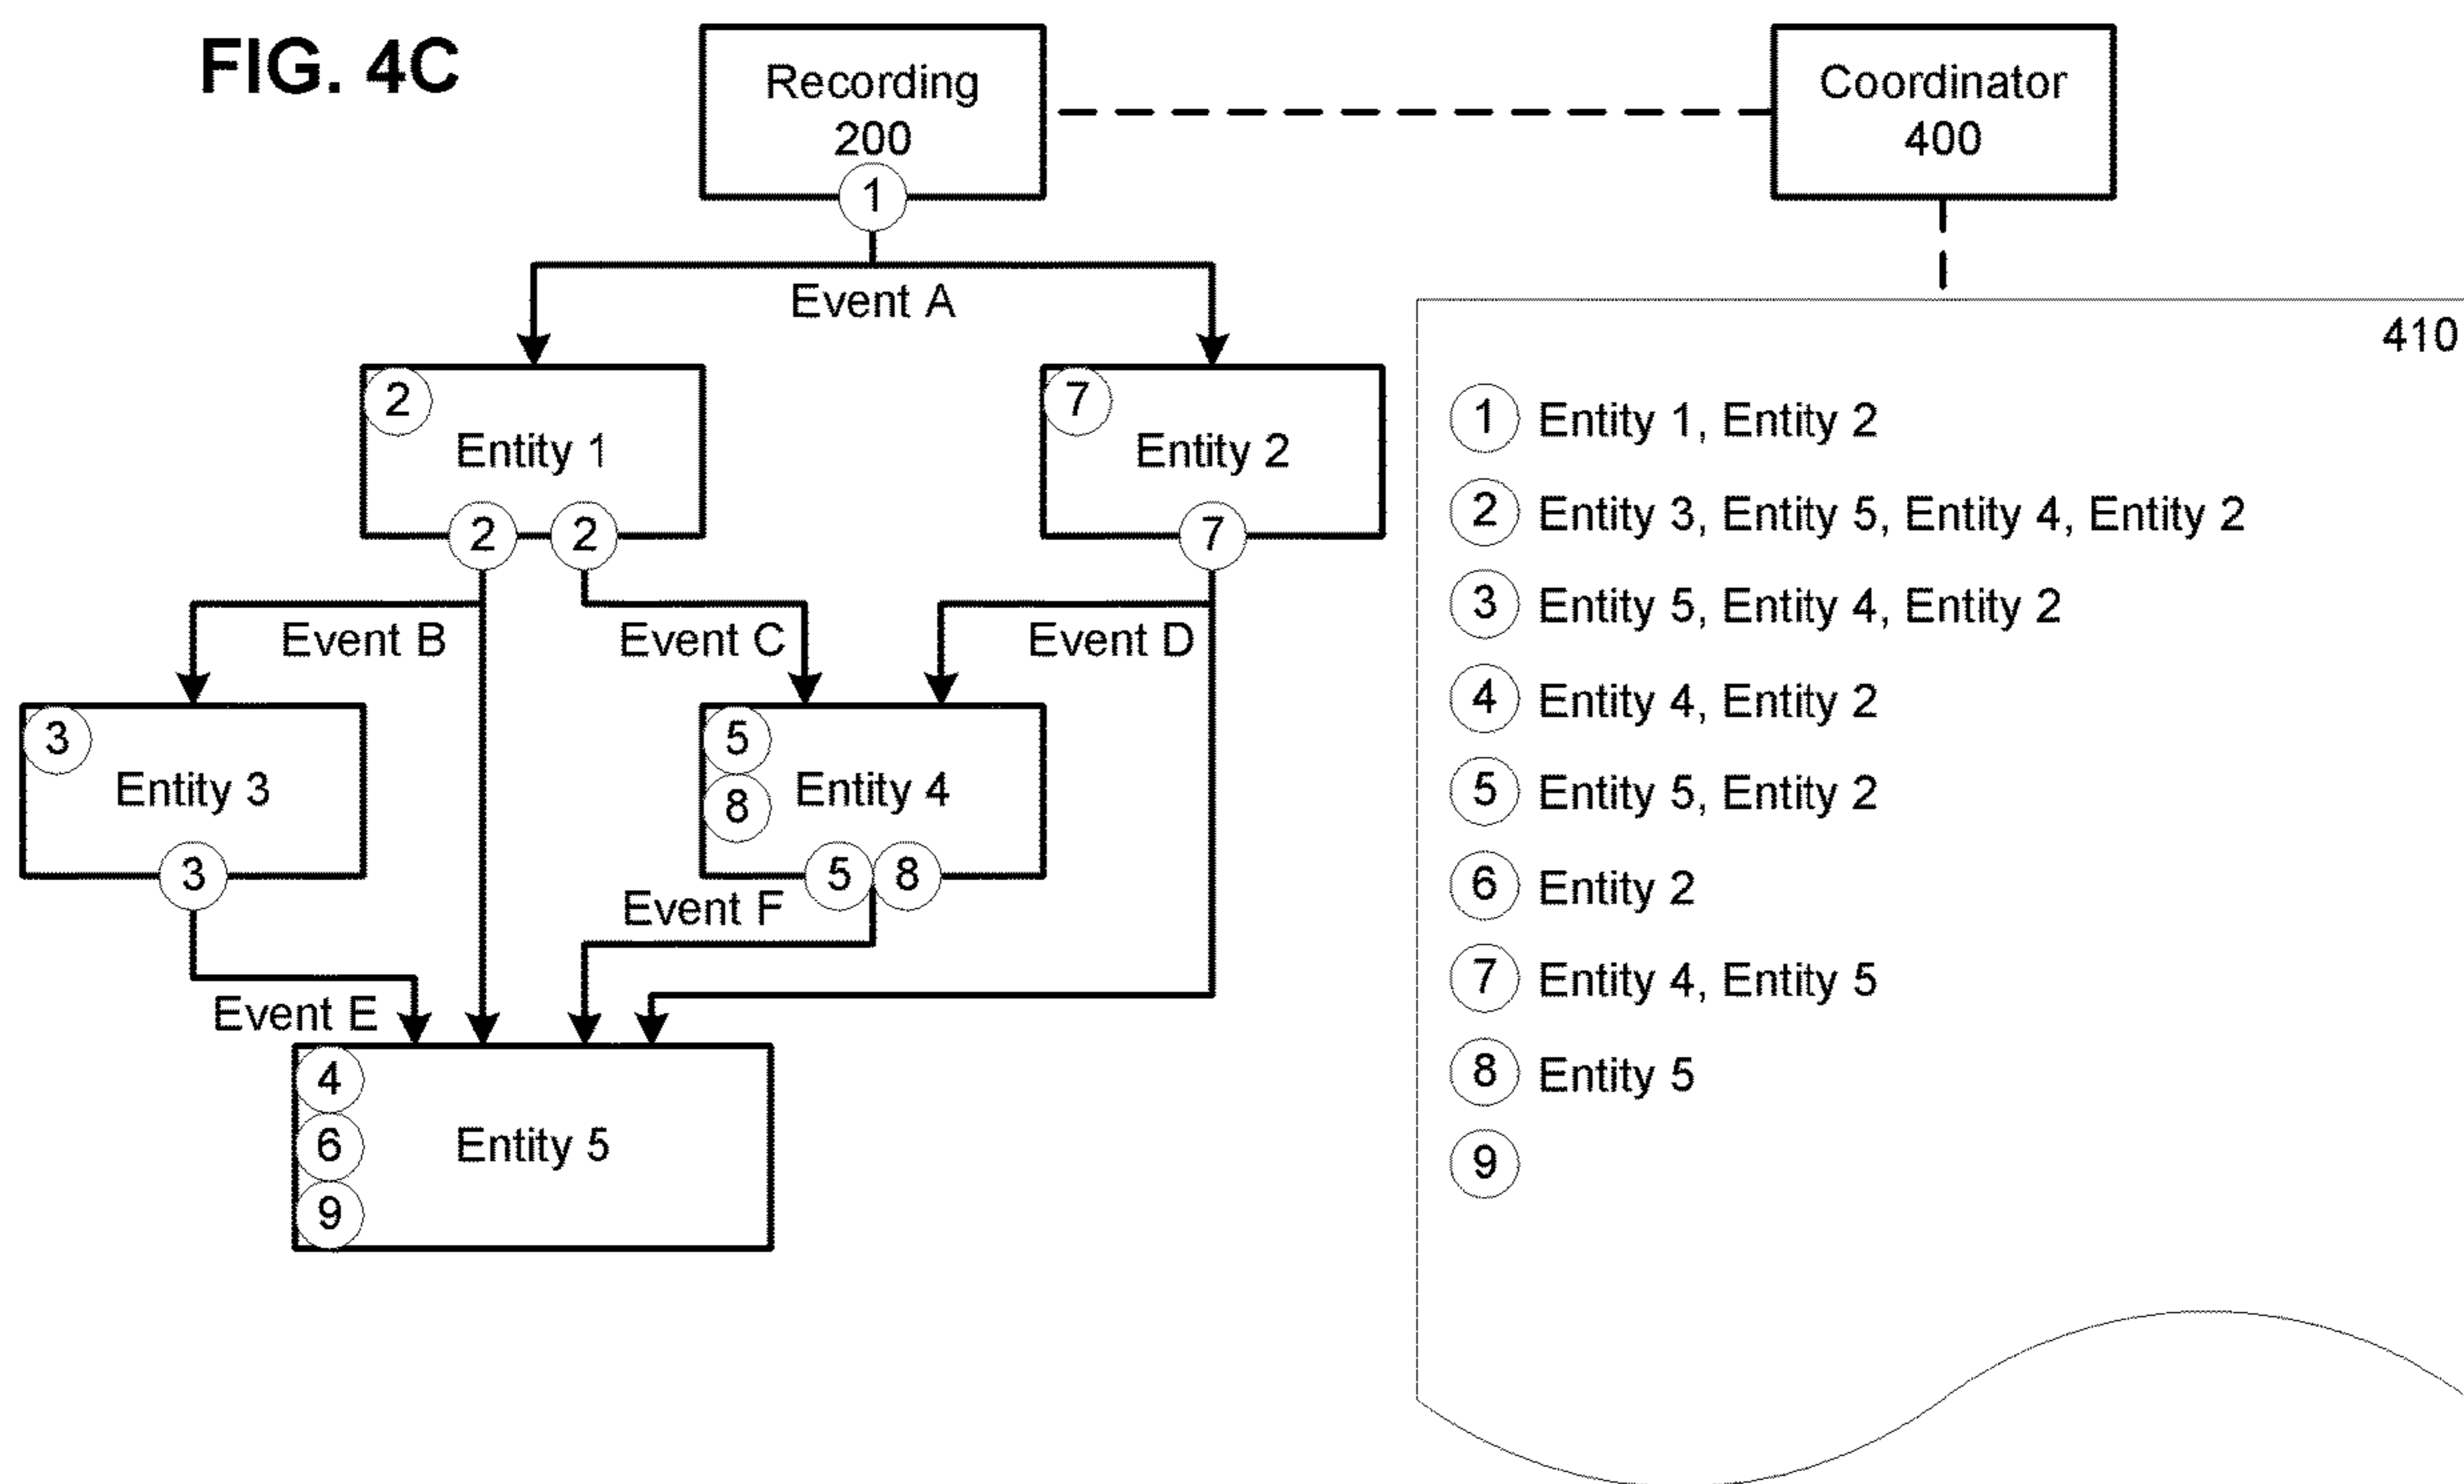 FIG. 4C
Recording
200
1
Coordinator
400
Event A
2
Entity 1
2 2
7
Entity 2
7
Event B
Event C
Event D
3
Entity 3
3
5
8
Entity 4
5 8
Event F
Event E
4
6
9
Entity 5
410
1 Entity 1, Entity 2
2 Entity 3, Entity 5, Entity 4, Entity 2
3 Entity 5, Entity 4, Entity 2
4 Entity 4, Entity 2
5 Entity 5, Entity 2
6 Entity 2
7 Entity 4, Entity 5
8 Entity 5
9